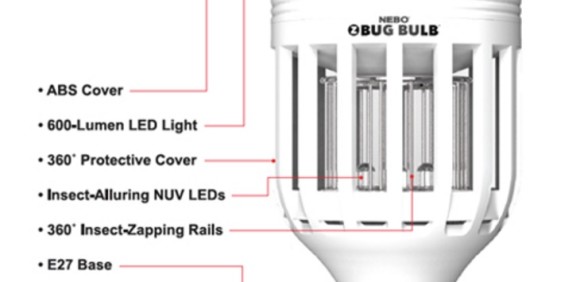 NEBO
ZBUG BULB
• ABS Cover
• 600-Lumen LED Light
• 360° Protective Cover
• Insect-Alluring NUV LEDs
• 360° Insect-Zapping Rails
• E27 Base